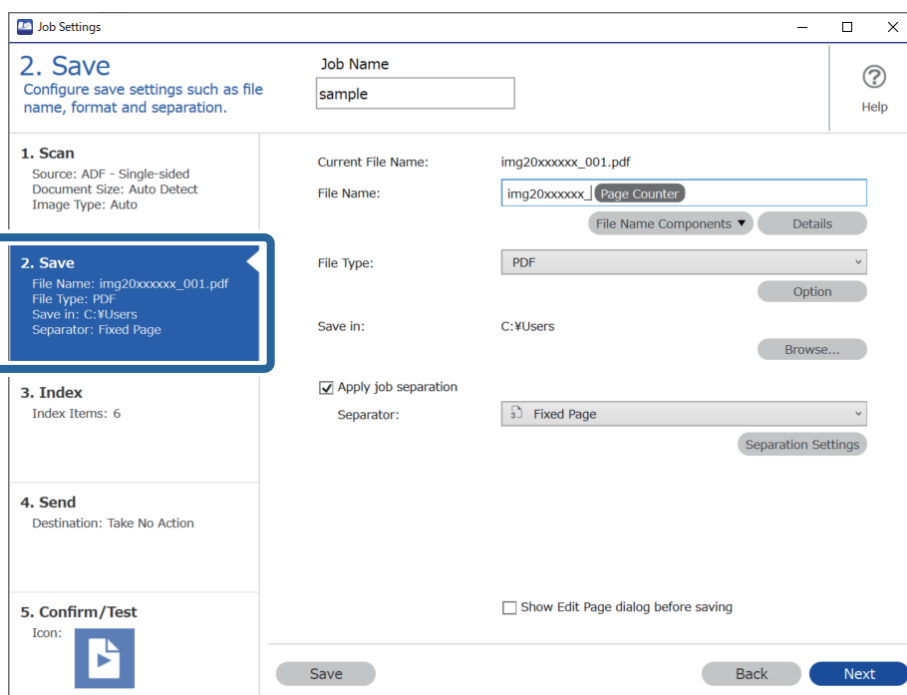 Job Settings
2. Save
Configure save settings such as file
name, format and separation.
Job Name
sample
Help
1. Scan
Source: ADF - Single-sided
Document Size: Auto Detect
Image Type: Auto
2. Save
File Name: img20xxxxxx_001.pdf
File Type: PDF
Save in: C:¥Users
Separator: Fixed Page
3. Index
Index Items: 6
4. Send
Destination: Take No Action
5. Confirm/Test
Icon:
Current File Name: img20xxxxxx_001.pdf
File Name: img20xxxxxx_ Page Counter
File Name Components ▼ Details
File Type: PDF
Option
Save in: C:¥Users
Browse...
Apply job separation
Separator: 3 Fixed Page
Separation Settings
Show Edit Page dialog before saving
Save Back Next